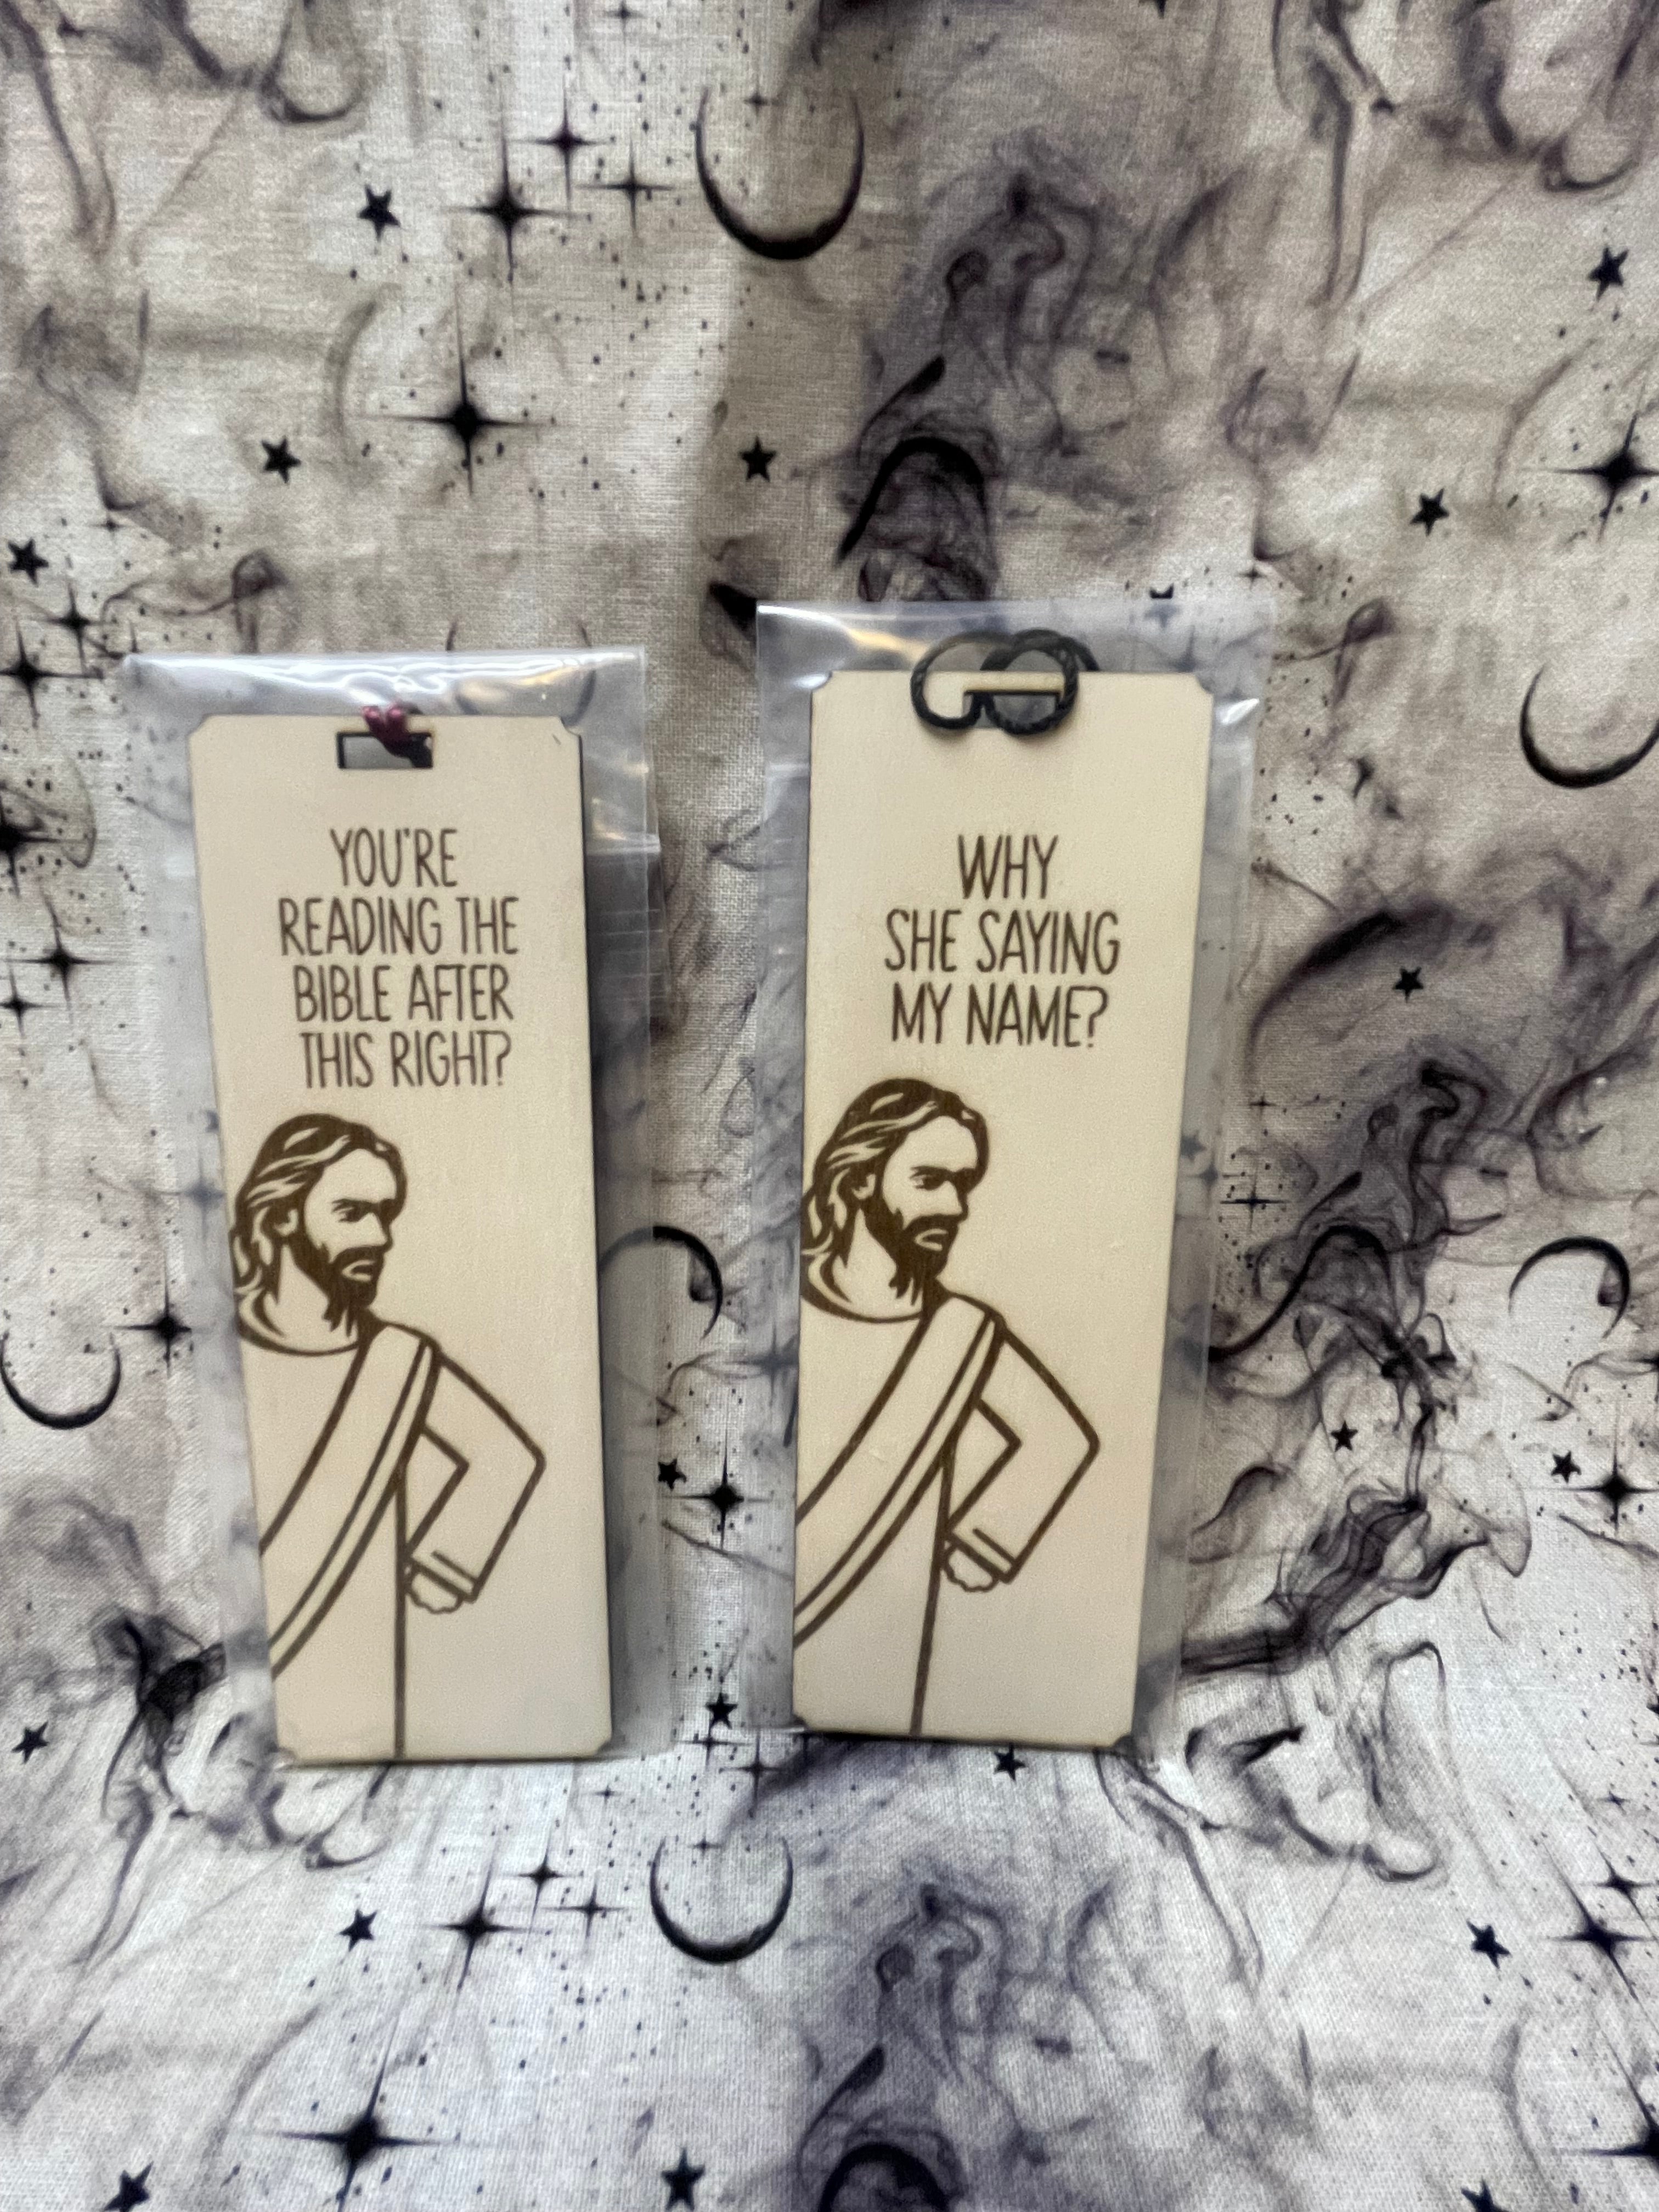 YOU'RE
READING THE
BIBLE AFTER
THIS RIGHT?
WHY
SHE SAYING
MY NAME?